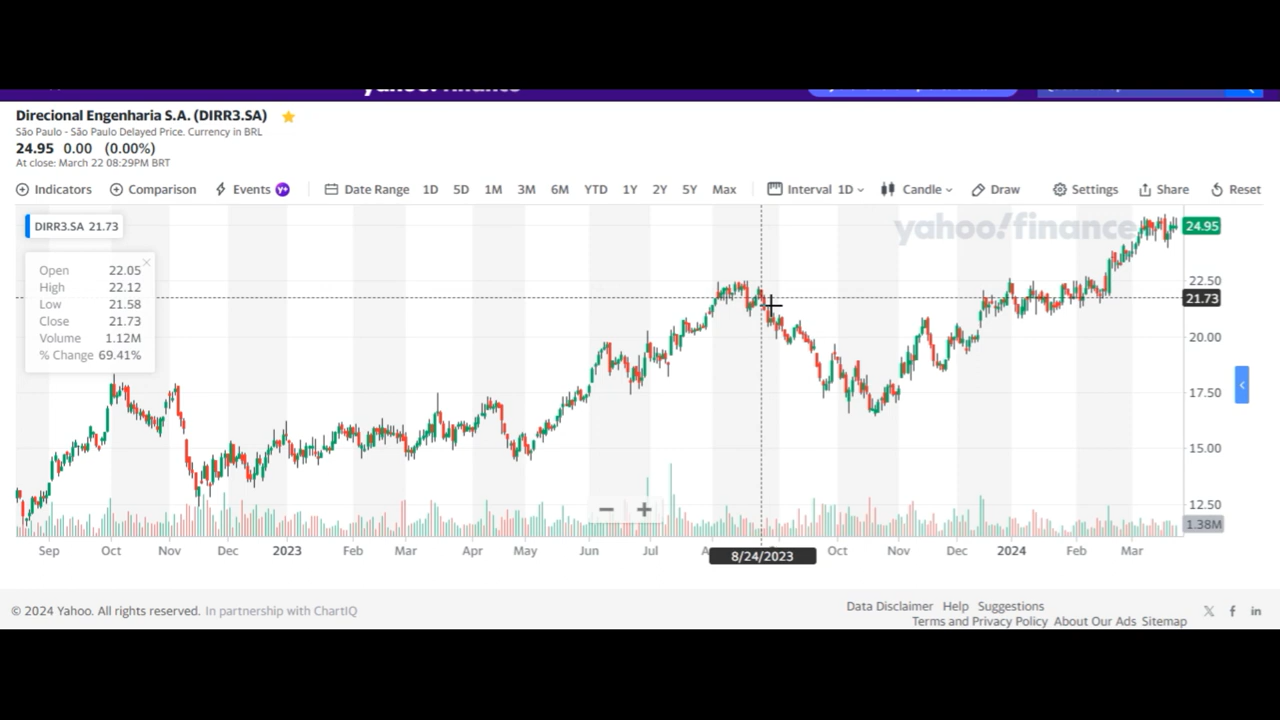 Direcional Engenharia S.A. (DIRR3.SA)
São Paulo - São Paulo Delayed Price. Currency in BRL
24.95 0.00 (0.00%)
At close: March 22 08:29PM BRT
Indicators Comparison Events Y+ Date Range 1D 5D 1M 3M 6M YTD 1Y 2Y 5Y Max Interval 1D Candle Draw Settings Share Reset
DIRR3.SA 21.73
yahoo!finance
24.95
Open 22.05
High 22.12
Low 21.58
Close 21.73
Volume 1.12M
% Change 69.41%
22.50
21.73
20.00
17.50
15.00
12.50
1.38M
Sep Oct Nov Dec 2023 Feb Mar Apr May Jun Jul Oct Nov Dec 2024 Feb Mar
8/24/2023
© 2024 Yahoo. All rights reserved. In partnership with ChartIQ
Data Disclaimer Help Suggestions
Terms and Privacy Policy About Our Ads Sitemap